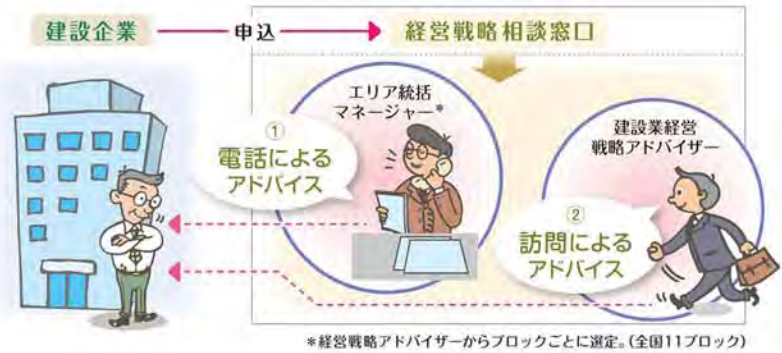 建設企業
申込
経営戦略相談窓口
エリア統括
マネージャー*
①
電話による
アドバイス
建設業経営
戦略アドバイザー
②
訪問による
アドバイス
*経営戦略アドバイザーからブロックごとに選定。(全国11ブロック)